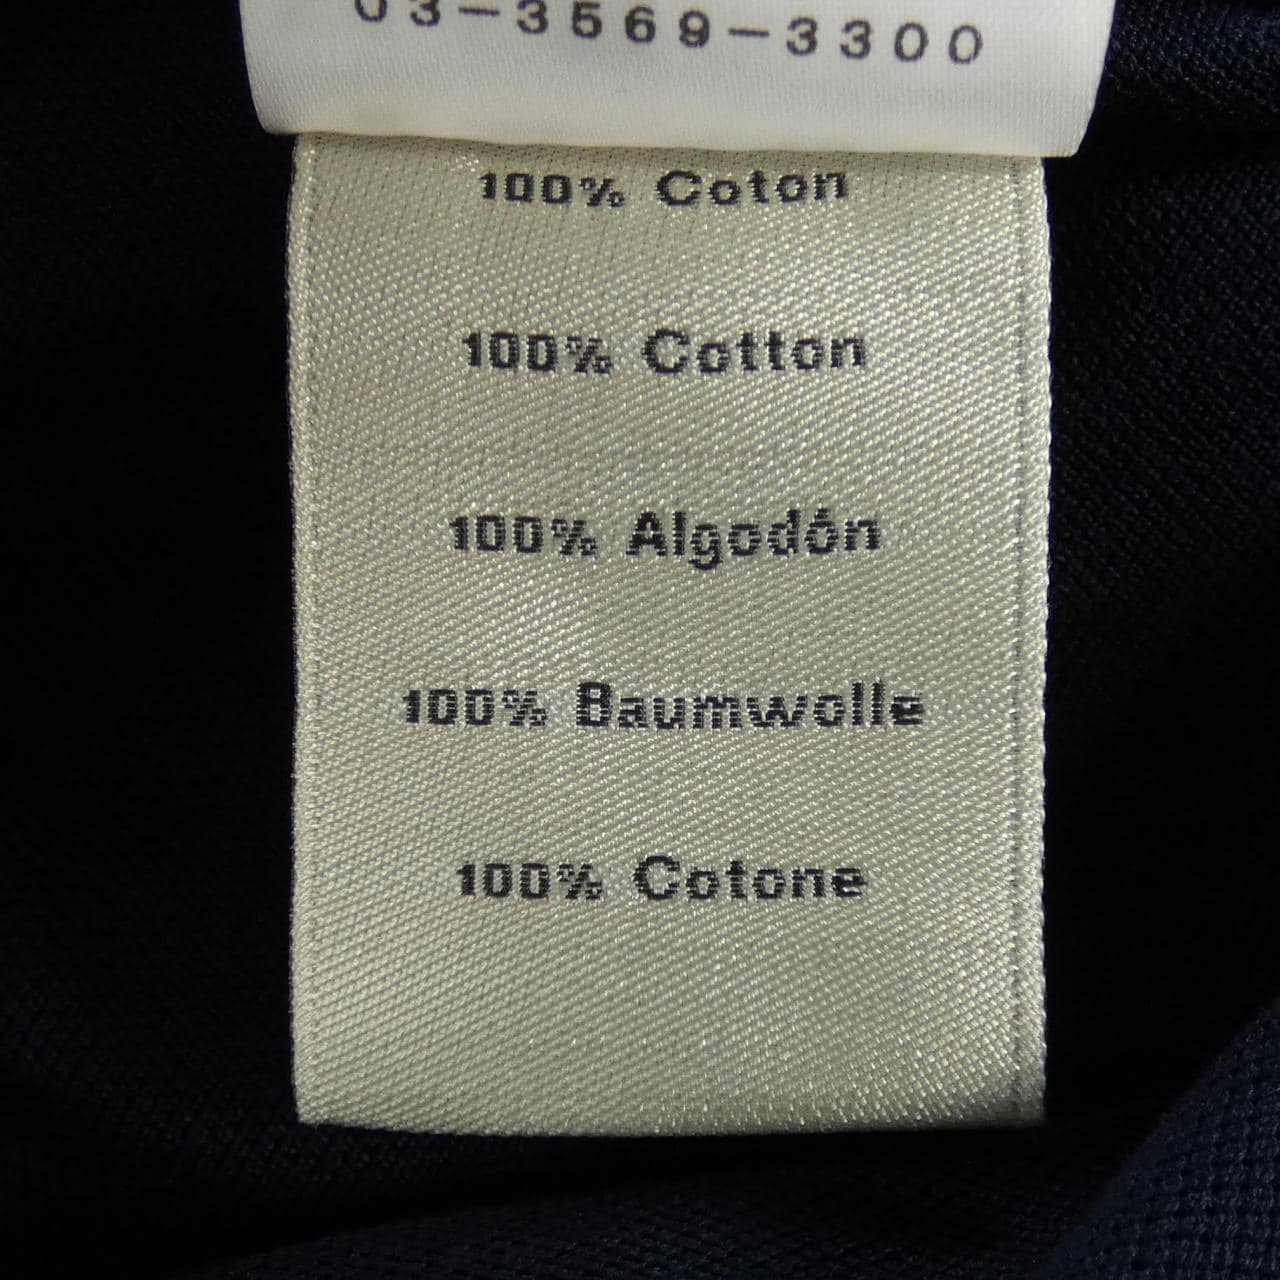 03-3569-3300
100% Coton
100% Cotton
100% Algodón
100% Baumwolle
100% Cotone